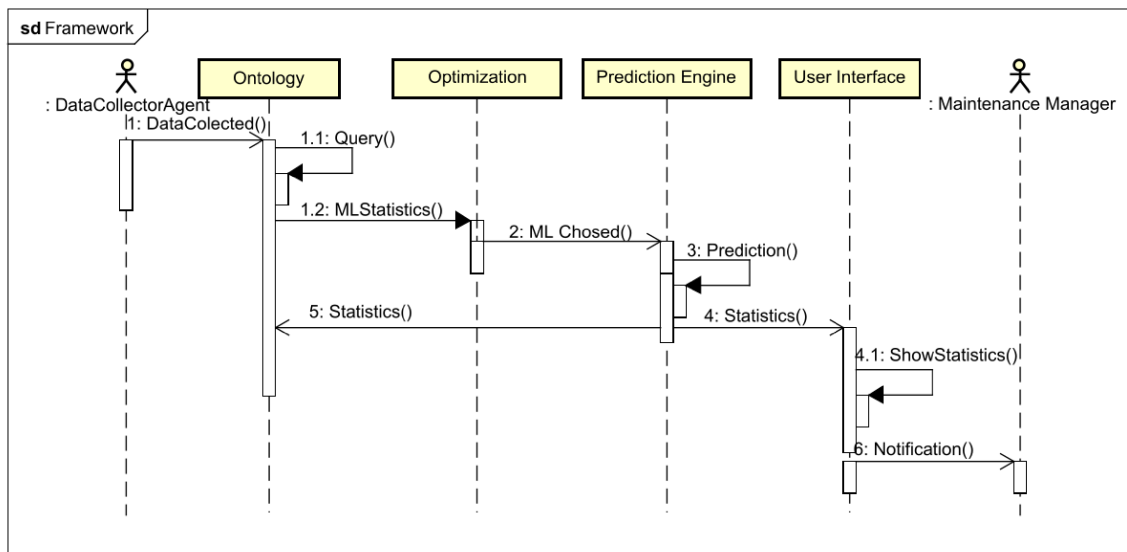 sd Framework
Ontology
Optimization
Prediction Engine
User Interface
: DataCollectorAgent
: Maintenance Manager
1: DataColected()
1.1: Query()
1.2: MLStatistics()
2: ML Chosed()
3: Prediction()
5: Statistics()
4: Statistics()
4.1: ShowStatistics()
6: Notification()